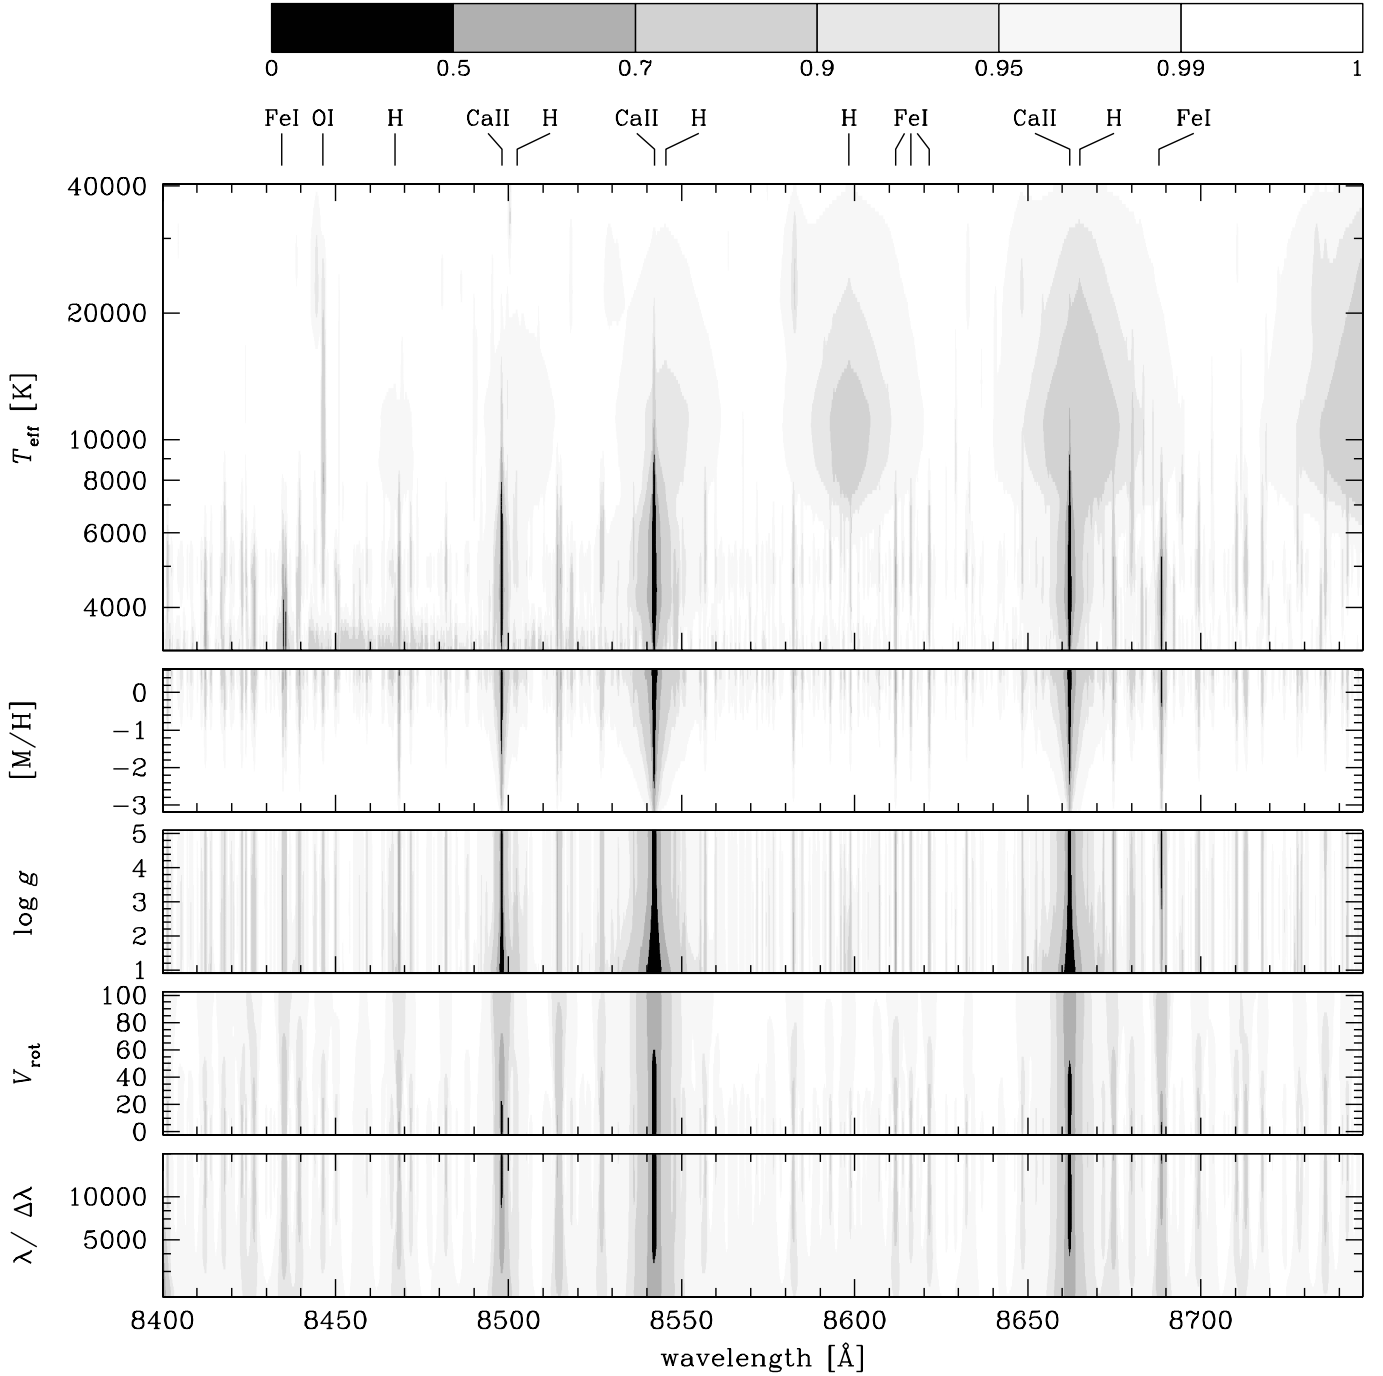 0 0.5 0.7 0.9 0.95 0.99 1
FeI OI H CaII H CaII H H FeI CaII H FeI
40000
20000
10000
8000
6000
4000
T eff [K]
0
−1
−2
−3
[M/H]
5
4
3
2
1
log g
100
80
60
40
20
0
V rot
10000
5000
λ/ Δλ
8400 8450 8500 8550 8600 8650 8700
wavelength [Å]